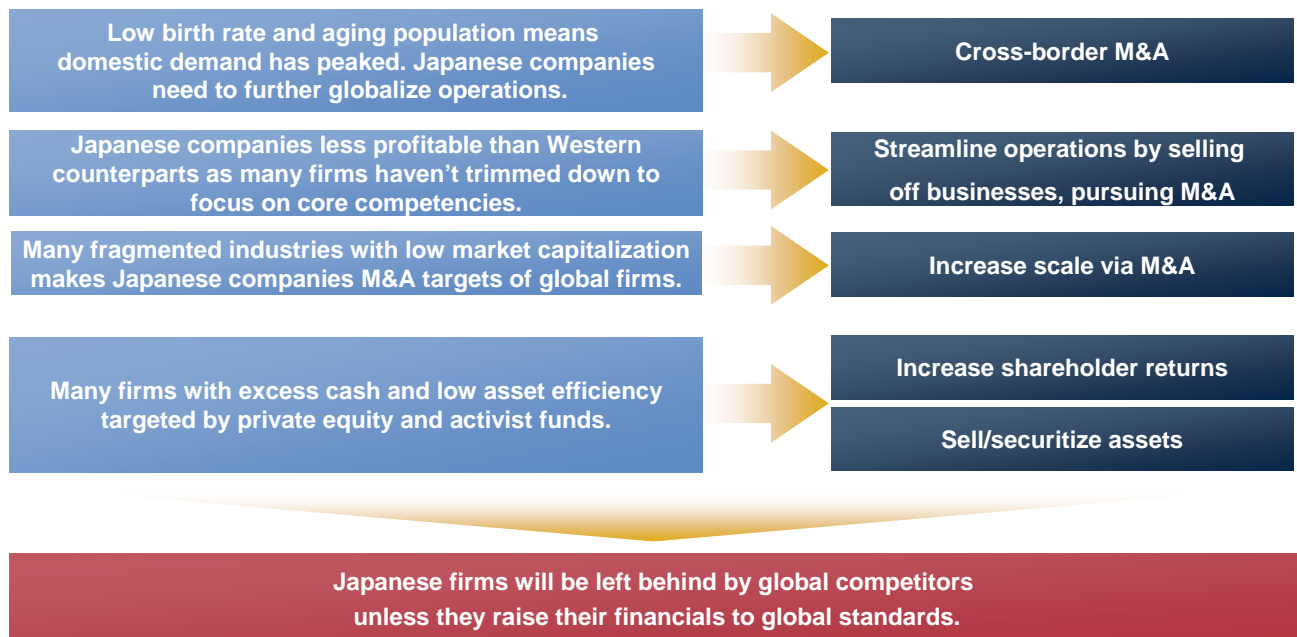 Low birth rate and aging population means
domestic demand has peaked. Japanese companies
need to further globalize operations.
Cross-border M&A
Japanese companies less profitable than Western
counterparts as many firms haven't trimmed down to
focus on core competencies.
Streamline operations by selling
off businesses, pursuing M&A
Many fragmented industries with low market capitalization
makes Japanese companies M&A targets of global firms.
Increase scale via M&A
Many firms with excess cash and low asset efficiency
targeted by private equity and activist funds.
Increase shareholder returns
Sell/securitize assets
Japanese firms will be left behind by global competitors
unless they raise their financials to global standards.